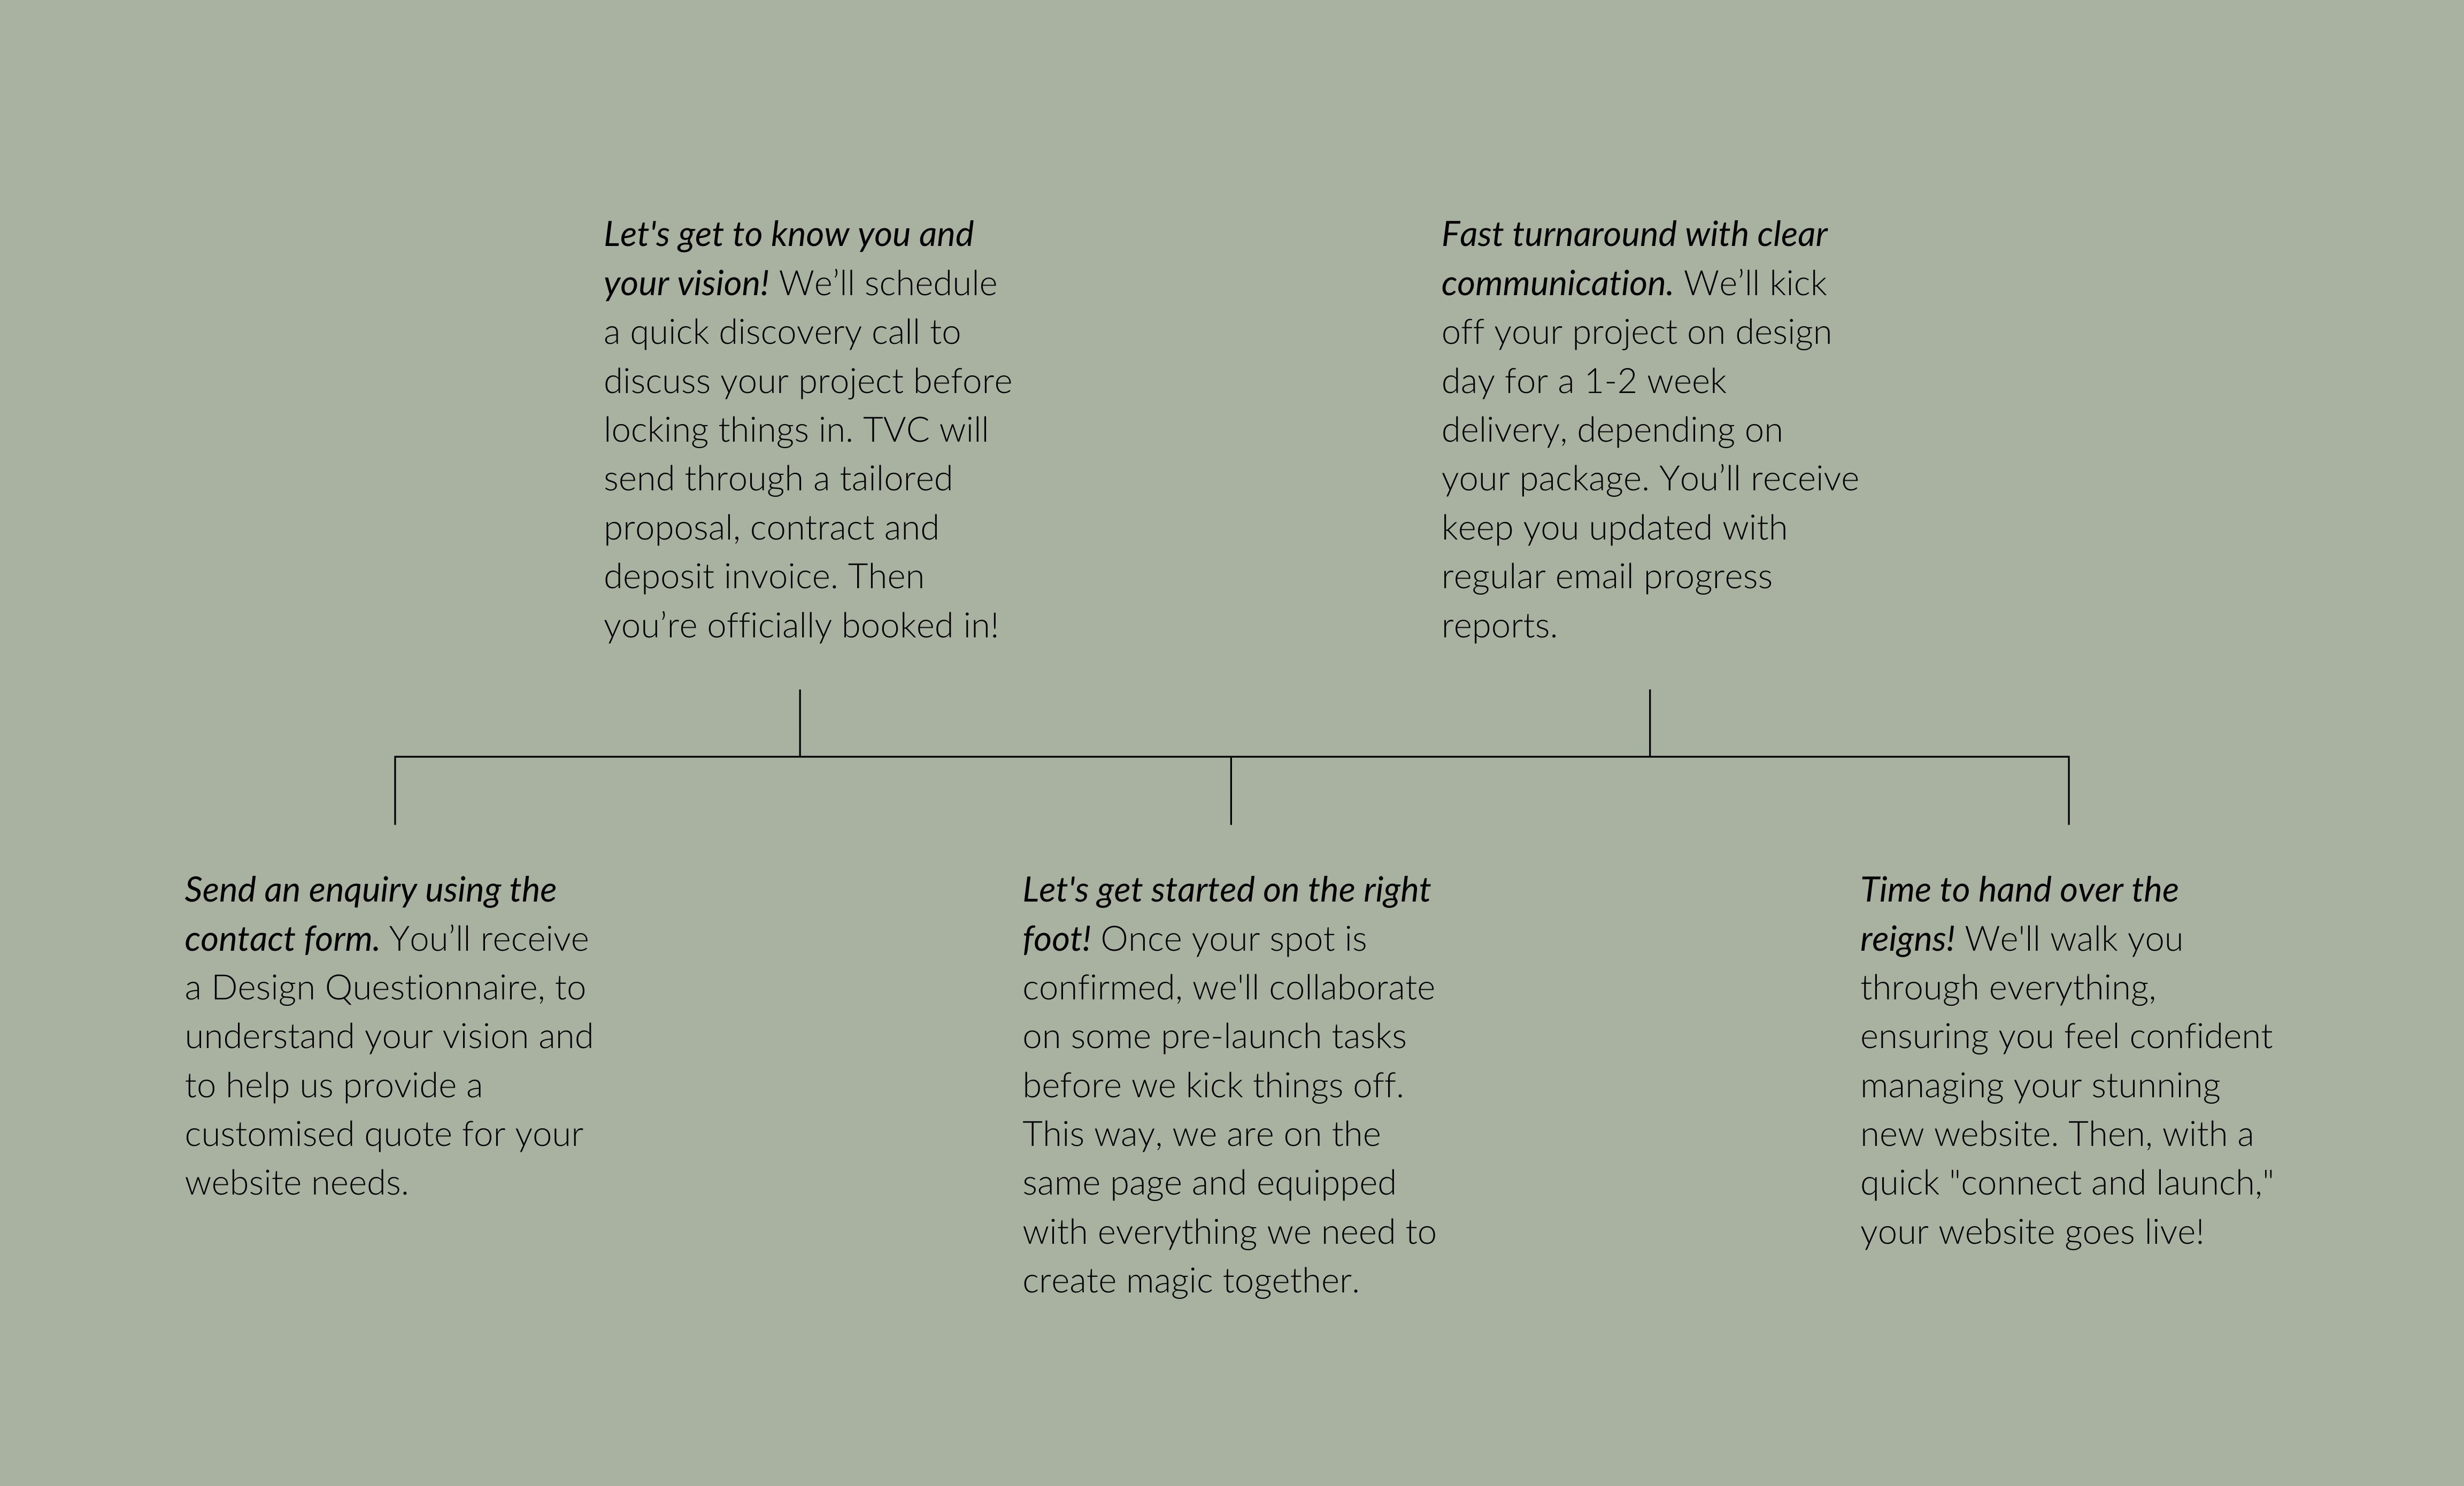 Let's get to know you and
your vision! We’ll schedule
a quick discovery call to
discuss your project before
locking things in. TVC will
send through a tailored
proposal, contract and
deposit invoice. Then
you’re officially booked in!
Fast turnaround with clear
communication. We’ll kick
off your project on design
day for a 1-2 week
delivery, depending on
your package. You’ll receive
keep you updated with
regular email progress
reports.
Send an enquiry using the
contact form. You’ll receive
a Design Questionnaire, to
understand your vision and
to help us provide a
customised quote for your
website needs.
Let's get started on the right
foot! Once your spot is
confirmed, we'll collaborate
on some pre-launch tasks
before we kick things off.
This way, we are on the
same page and equipped
with everything we need to
create magic together.
Time to hand over the
reigns! We'll walk you
through everything,
ensuring you feel confident
managing your stunning
new website. Then, with a
quick "connect and launch,"
your website goes live!